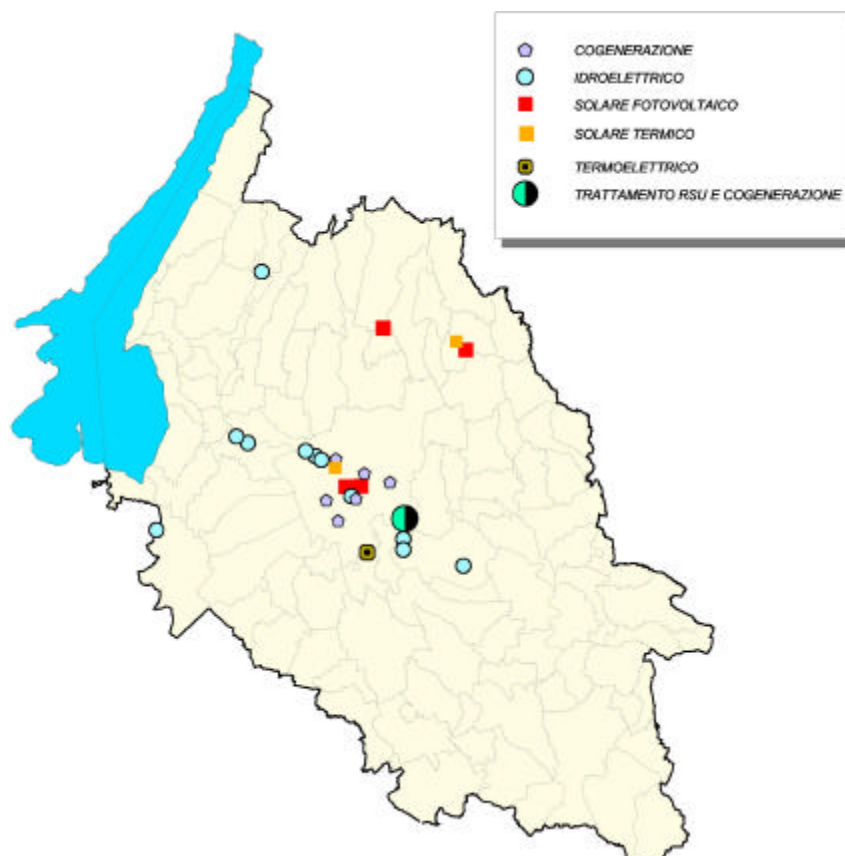 COGENERAZIONE
IDROELETTRICO
SOLARE FOTOVOLTAICO
SOLARE TERMICO
TERMOELETTRICO
TRATTAMENTO RSU E COGENERAZIONE